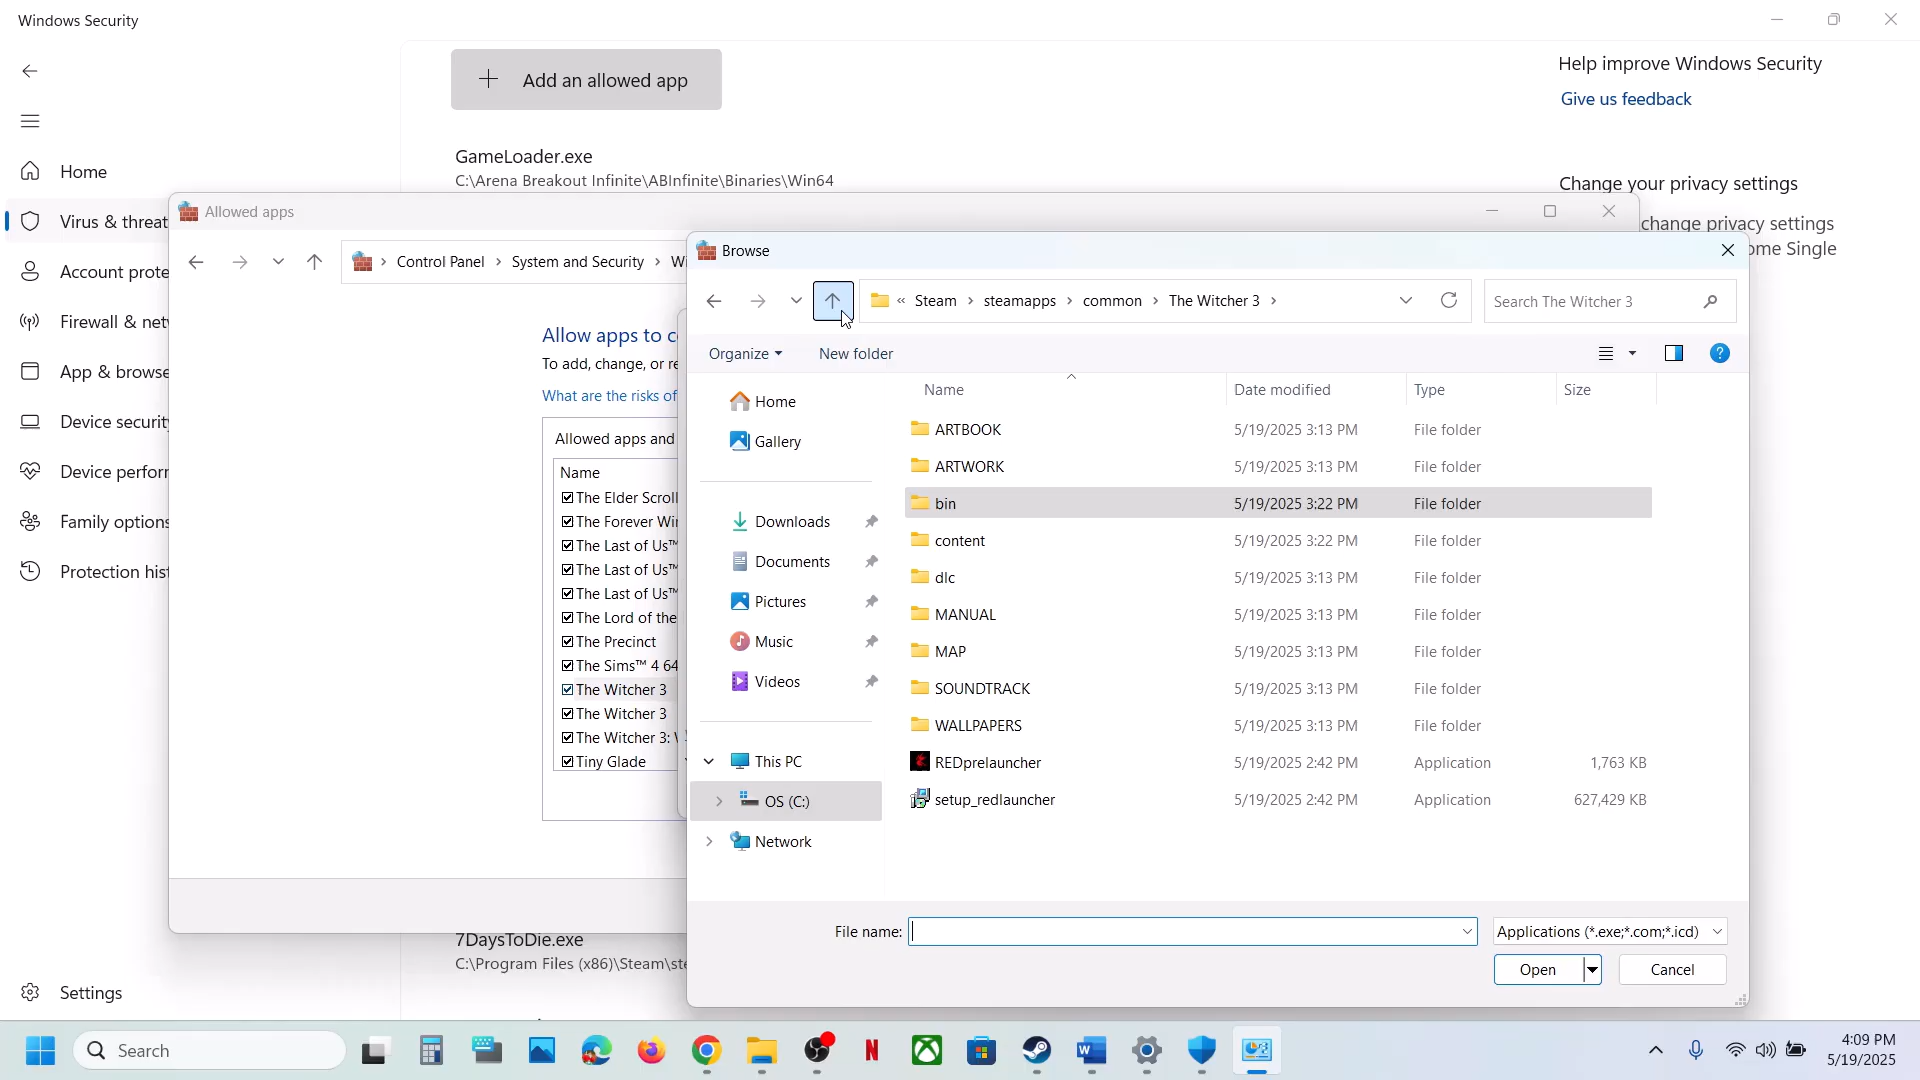 Windows Security
Add an allowed app
GameLoader.exe
C:\Arena Breakout Infinite\ABInfinite\Binaries\Win64
Help improve Windows Security
Give us feedback
Change your privacy settings
change privacy settings
ome Single
Home
Virus & threat
Account prote
Firewall & net
App & browse
Device security
Device perforr
Family options
Protection hist
Settings
Allowed apps
Control Panel > System and Security > Wi
Allow apps to c
To add, change, or re
What are the risks of
Allowed apps and
Name
The Elder Scroll
The Forever Wi
The Last of Us™
The Last of Us™
The Last of Us™
The Lord of the
The Precinct
The Sims™ 4 64
The Witcher 3
The Witcher 3
The Witcher 3:
Tiny Glade
7DaysToDie.exe
C:\Program Files (x86)\Steam\ste
Browse
« Steam > steamapps > common > The Witcher 3 >
Search The Witcher 3
Organize
New folder
Home
Gallery
Downloads
Documents
Pictures
Music
Videos
This PC
OS (C:)
Network
Name Date modified Type Size
ARTBOOK 5/19/2025 3:13 PM File folder
ARTWORK 5/19/2025 3:13 PM File folder
bin 5/19/2025 3:22 PM File folder
content 5/19/2025 3:22 PM File folder
dlc 5/19/2025 3:13 PM File folder
MANUAL 5/19/2025 3:13 PM File folder
MAP 5/19/2025 3:13 PM File folder
SOUNDTRACK 5/19/2025 3:13 PM File folder
WALLPAPERS 5/19/2025 3:13 PM File folder
REDprelauncher 5/19/2025 2:42 PM Application 1,763 KB
setup_redlauncher 5/19/2025 2:42 PM Application 627,429 KB
File name:
Applications (*.exe;*.com;*.icd)
Open
Cancel
Search
4:09 PM
5/19/2025